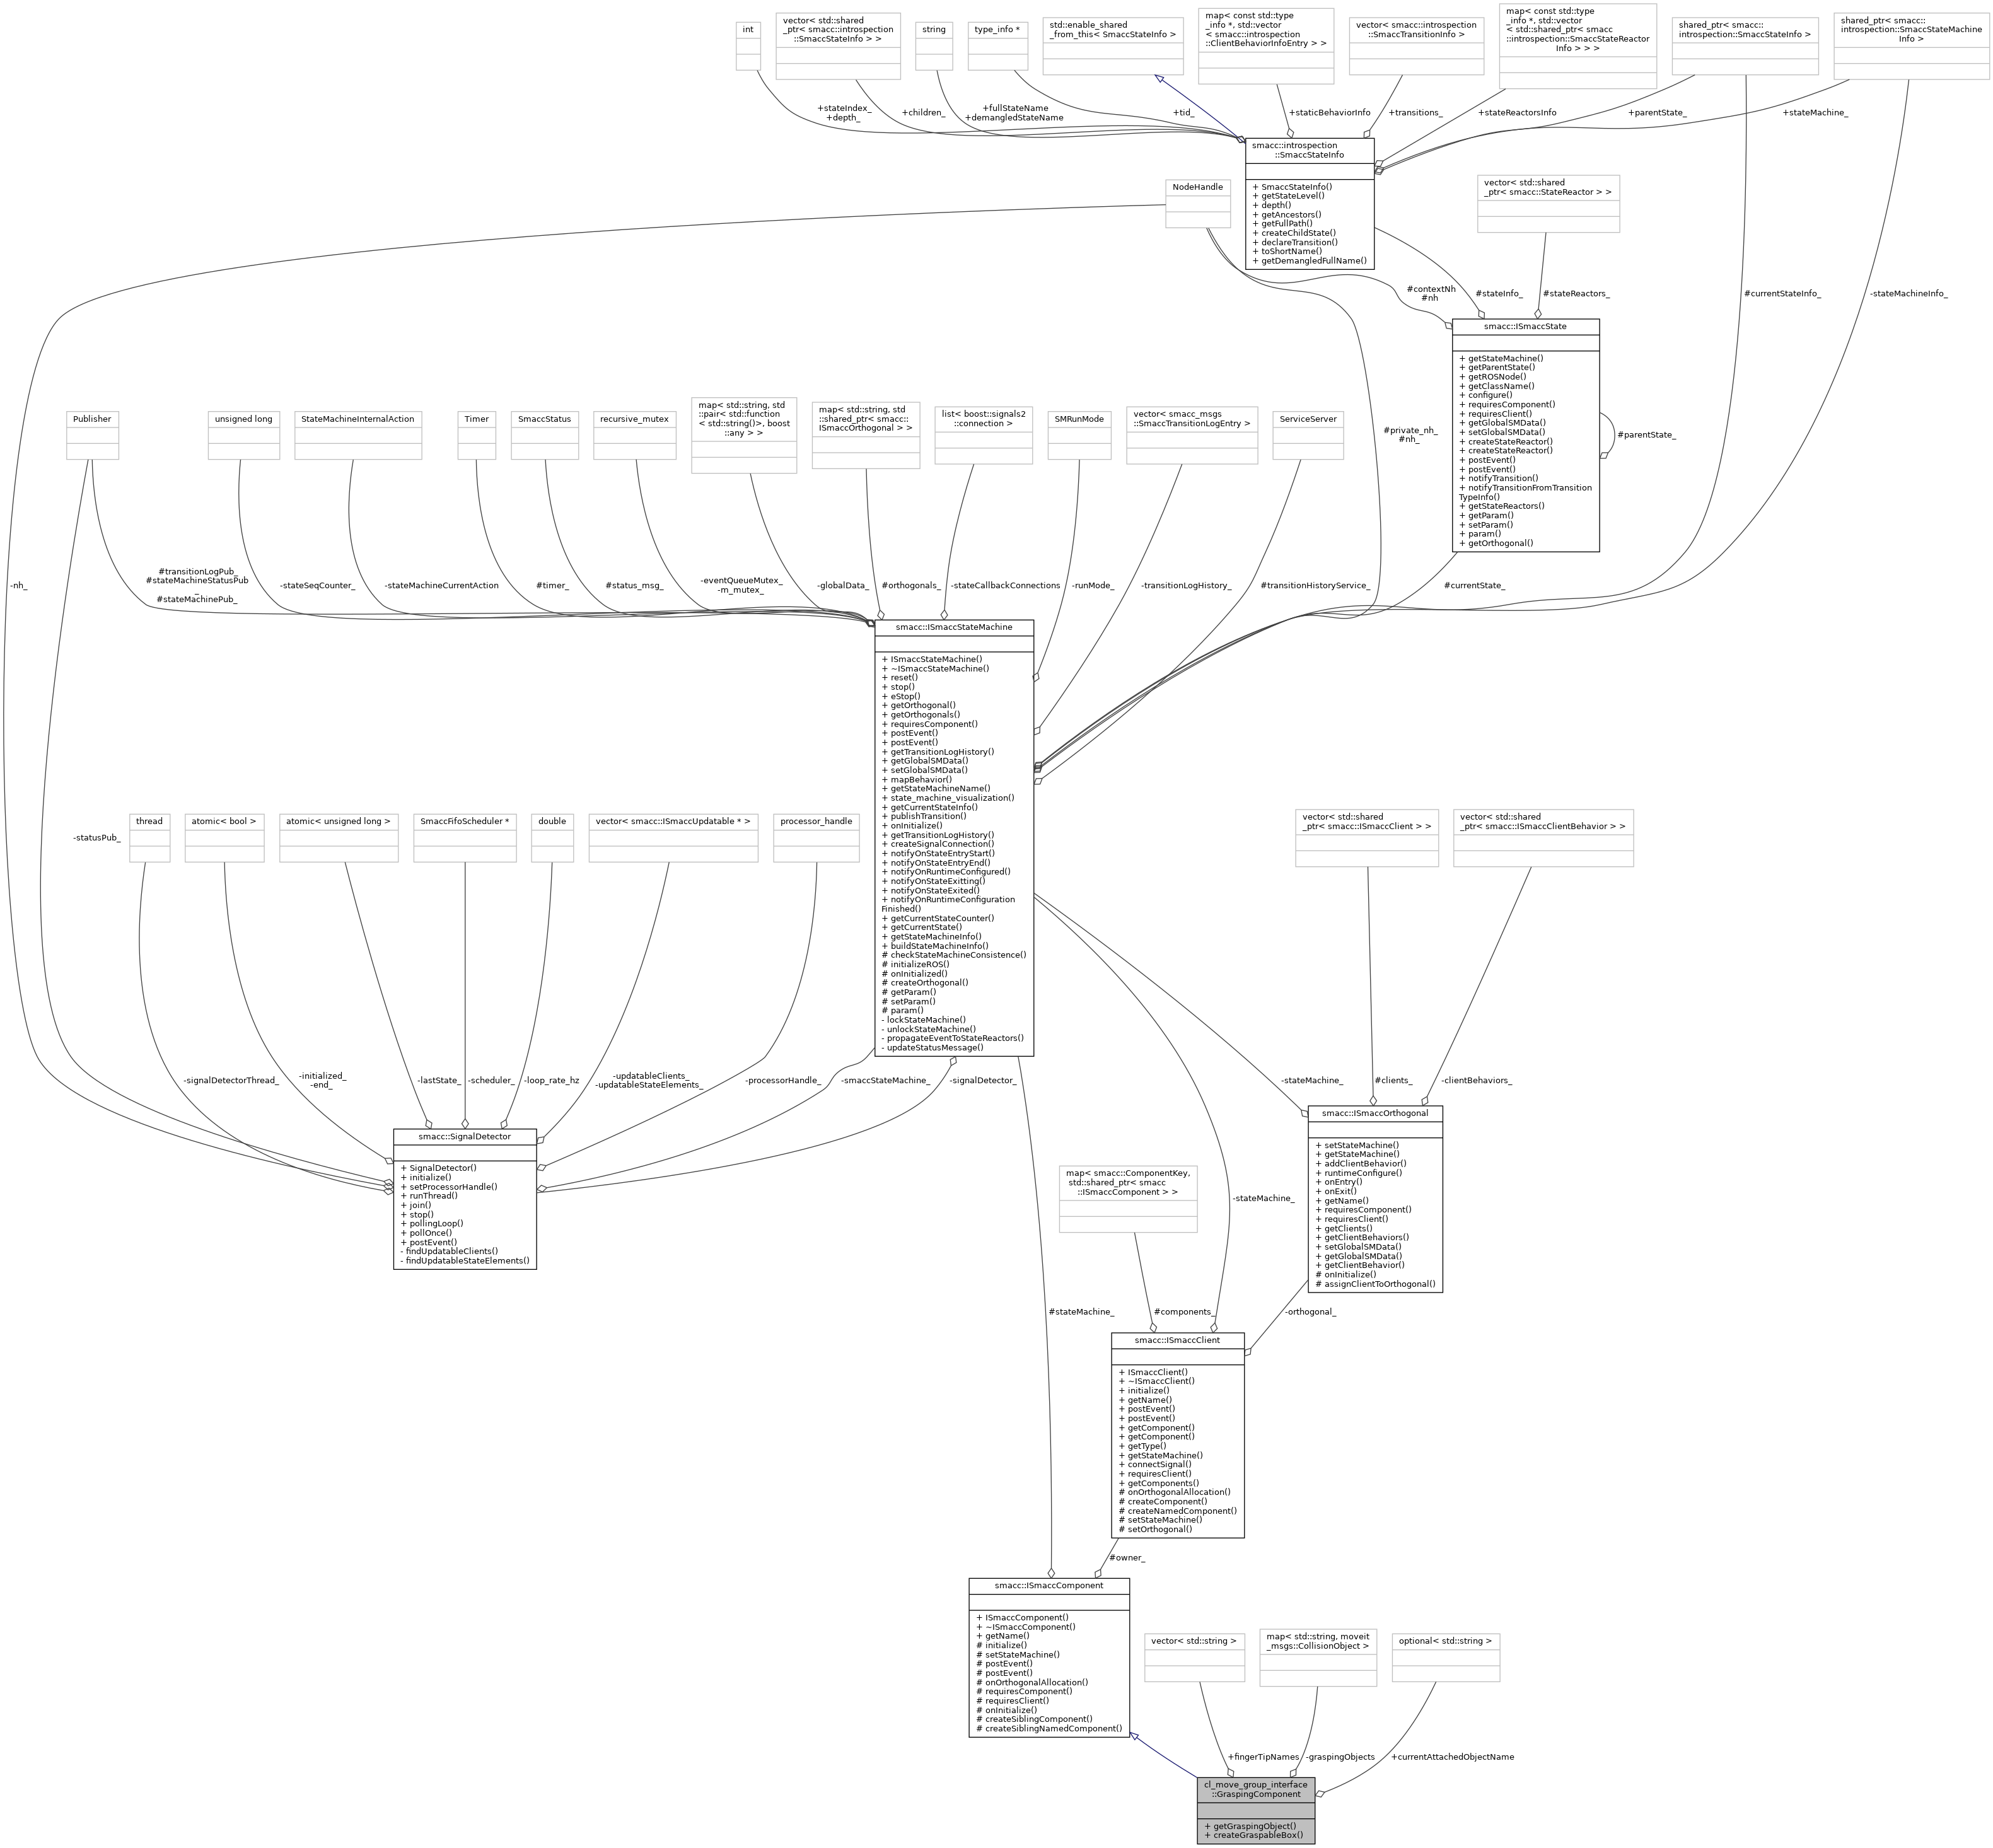 int
vector< std::shared
_ptr< smacc::introspection
::SmaccStateInfo > >
string
type_info *
std::enable_shared
_from_this< SmaccStateInfo >
map< const std::type
_info *, std::vector
< smacc::introspection
::ClientBehaviorInfoEntry > >
vector< smacc::introspection
::SmaccTransitionInfo >
map< const std::type
_info *, std::vector
< std::shared_ptr< smacc
::introspection::SmaccStateReactor
Info > > >
shared_ptr< smacc::
introspection::SmaccStateInfo >
shared_ptr< smacc::
introspection::SmaccStateMachine
Info >
+stateIndex_
+depth_
+children_
+fullStateName
+demangledStateName
+tid_
+staticBehaviorInfo
+transitions_
+stateReactorsInfo
+parentState_
+stateMachine_
smacc::introspection
::SmaccStateInfo
+ SmaccStateInfo()
+ getStateLevel()
+ depth()
+ getAncestors()
+ getFullPath()
+ createChildState()
+ declareTransition()
+ toShortName()
+ getDemangledFullName()
NodeHandle
vector< std::shared
_ptr< smacc::StateReactor > >
#contextNh
#nh
#stateInfo_
#stateReactors_
#currentStateInfo_
-stateMachineInfo_
smacc::ISmaccState
+ getStateMachine()
+ getParentState()
+ getROSNode()
+ getClassName()
+ configure()
+ requiresComponent()
+ requiresClient()
+ getGlobalSMData()
+ setGlobalSMData()
+ createStateReactor()
+ createStateReactor()
+ postEvent()
+ postEvent()
+ notifyTransition()
+ notifyTransitionFromTransition
TypeInfo()
+ getStateReactors()
+ getParam()
+ setParam()
+ param()
+ getOrthogonal()
#parentState_
Publisher
unsigned long
StateMachineInternalAction
Timer
SmaccStatus
recursive_mutex
map< std::string, std
::pair< std::function
< std::string()>, boost
::any > >
map< std::string, std
::shared_ptr< smacc::
ISmaccOrthogonal > >
list< boost::signals2
::connection >
SMRunMode
vector< smacc_msgs
::SmaccTransitionLogEntry >
ServiceServer
#private_nh_
#nh_
-nh_
#transitionLogPub_
#stateMachineStatusPub
_
#stateMachinePub_
-stateSeqCounter_
-stateMachineCurrentAction
#timer_
#status_msg_
-eventQueueMutex_
-m_mutex_
-globalData_
#orthogonals_
-stateCallbackConnections
-runMode_
-transitionLogHistory_
#transitionHistoryService_
#currentState_
smacc::ISmaccStateMachine
+ ISmaccStateMachine()
+ ~ISmaccStateMachine()
+ reset()
+ stop()
+ eStop()
+ getOrthogonal()
+ getOrthogonals()
+ requiresComponent()
+ postEvent()
+ postEvent()
+ getTransitionLogHistory()
+ getGlobalSMData()
+ setGlobalSMData()
+ mapBehavior()
+ getStateMachineName()
+ state_machine_visualization()
+ getCurrentStateInfo()
+ publishTransition()
+ onInitialize()
+ getTransitionLogHistory()
+ createSignalConnection()
+ notifyOnStateEntryStart()
+ notifyOnStateEntryEnd()
+ notifyOnRuntimeConfigured()
+ notifyOnStateExitting()
+ notifyOnStateExited()
+ notifyOnRuntimeConfiguration
Finished()
+ getCurrentStateCounter()
+ getCurrentState()
+ getStateMachineInfo()
+ buildStateMachineInfo()
# checkStateMachineConsistence()
# initializeROS()
# onInitialized()
# createOrthogonal()
# getParam()
# setParam()
# param()
- lockStateMachine()
- unlockStateMachine()
- propagateEventToStateReactors()
- updateStatusMessage()
-statusPub_
thread
atomic< bool >
atomic< unsigned long >
SmaccFifoScheduler *
double
vector< smacc::ISmaccUpdatable * >
processor_handle
vector< std::shared
_ptr< smacc::ISmaccClient > >
vector< std::shared
_ptr< smacc::ISmaccClientBehavior > >
-signalDetectorThread_
-initialized_
-end_
-lastState_
-scheduler_
-loop_rate_hz
-updatableClients_
-updatableStateElements_
-processorHandle_
-smaccStateMachine_
-signalDetector_
-stateMachine_
#clients_
-clientBehaviors_
smacc::SignalDetector
+ SignalDetector()
+ initialize()
+ setProcessorHandle()
+ runThread()
+ join()
+ stop()
+ pollingLoop()
+ pollOnce()
+ postEvent()
- findUpdatableClients()
- findUpdatableStateElements()
smacc::ISmaccOrthogonal
+ setStateMachine()
+ getStateMachine()
+ addClientBehavior()
+ runtimeConfigure()
+ onEntry()
+ onExit()
+ getName()
+ requiresComponent()
+ requiresClient()
+ getClients()
+ getClientBehaviors()
+ setGlobalSMData()
+ getGlobalSMData()
+ getClientBehavior()
# onInitialize()
# assignClientToOrthogonal()
map< smacc::ComponentKey,
std::shared_ptr< smacc
::ISmaccComponent > >
-stateMachine_
#stateMachine_
#components_
-orthogonal_
smacc::ISmaccClient
+ ISmaccClient()
+ ~ISmaccClient()
+ initialize()
+ getName()
+ postEvent()
+ postEvent()
+ getComponent()
+ getComponent()
+ getType()
+ getStateMachine()
+ connectSignal()
+ requiresClient()
+ getComponents()
# onOrthogonalAllocation()
# createComponent()
# createNamedComponent()
# setStateMachine()
# setOrthogonal()
#owner_
smacc::ISmaccComponent
+ ISmaccComponent()
+ ~ISmaccComponent()
+ getName()
# initialize()
# setStateMachine()
# postEvent()
# postEvent()
# onOrthogonalAllocation()
# requiresComponent()
# requiresClient()
# onInitialize()
# createSiblingComponent()
# createSiblingNamedComponent()
vector< std::string >
map< std::string, moveit
_msgs::CollisionObject >
optional< std::string >
+fingerTipNames
-graspingObjects
+currentAttachedObjectName
cl_move_group_interface
::GraspingComponent
+ getGraspingObject()
+ createGraspableBox()